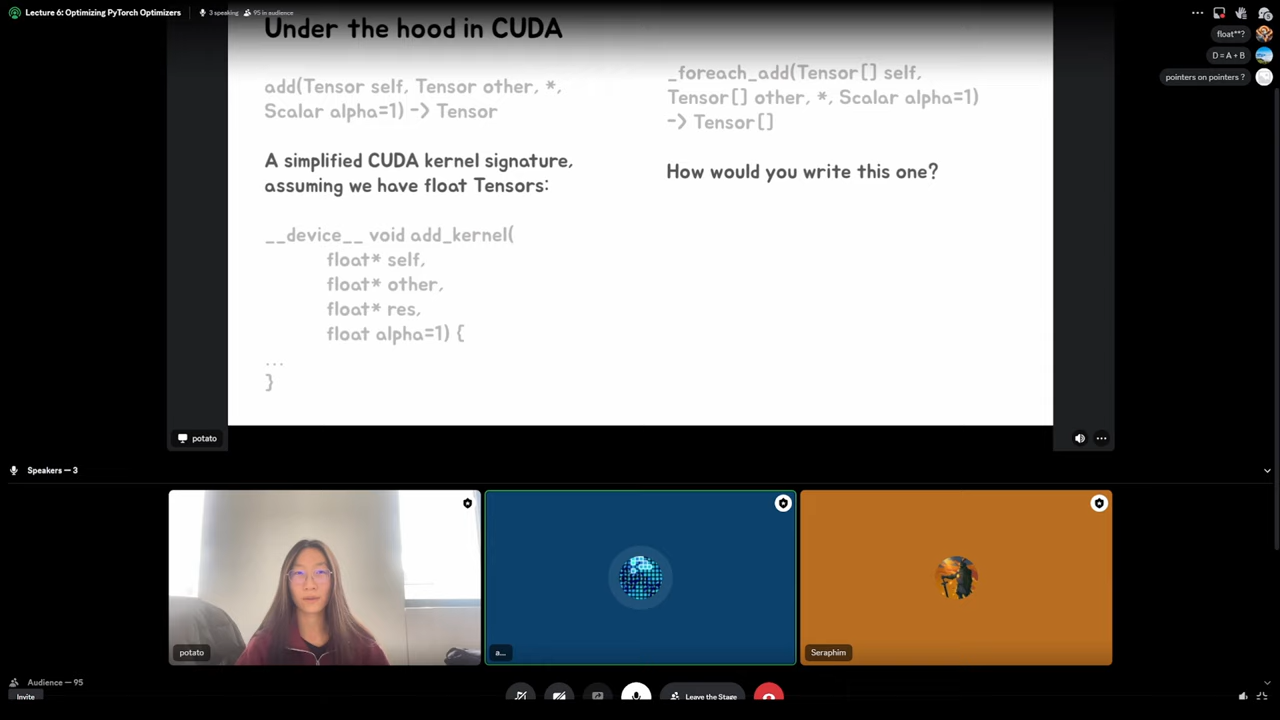 Lecture 6: Optimizing PyTorch Optimizers
3 speaking
95 in audience
float**?
D = A + B
pointers on pointers ?
Under the hood in CUDA
add(Tensor self, Tensor other, *,
Scalar alpha=1) -> Tensor
A simplified CUDA kernel signature,
assuming we have float Tensors:
__device__ void add_kernel(
float* self,
float* other,
float* res,
float alpha=1) {
...
}
_foreach_add(Tensor[] self,
Tensor[] other, *, Scalar alpha=1)
-> Tensor[]
How would you write this one?
potato
Speakers — 3
potato
a...
Seraphim
Audience — 95
Invite
Leave the Stage